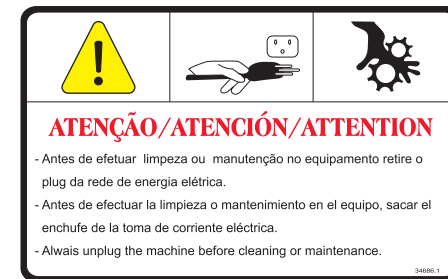 ATENÇÃO/ATENCIÓN/ATTENTION
- Antes de efetuar limpeza ou manutenção no equipamento retire o
plug da rede de energia elétrica.
- Antes de efectuar la limpieza o mantenimiento en el equipo, sacar el
enchufe de la toma de corriente eléctrica.
- Alwais unplug the machine before cleaning or maintenance.
34686.1